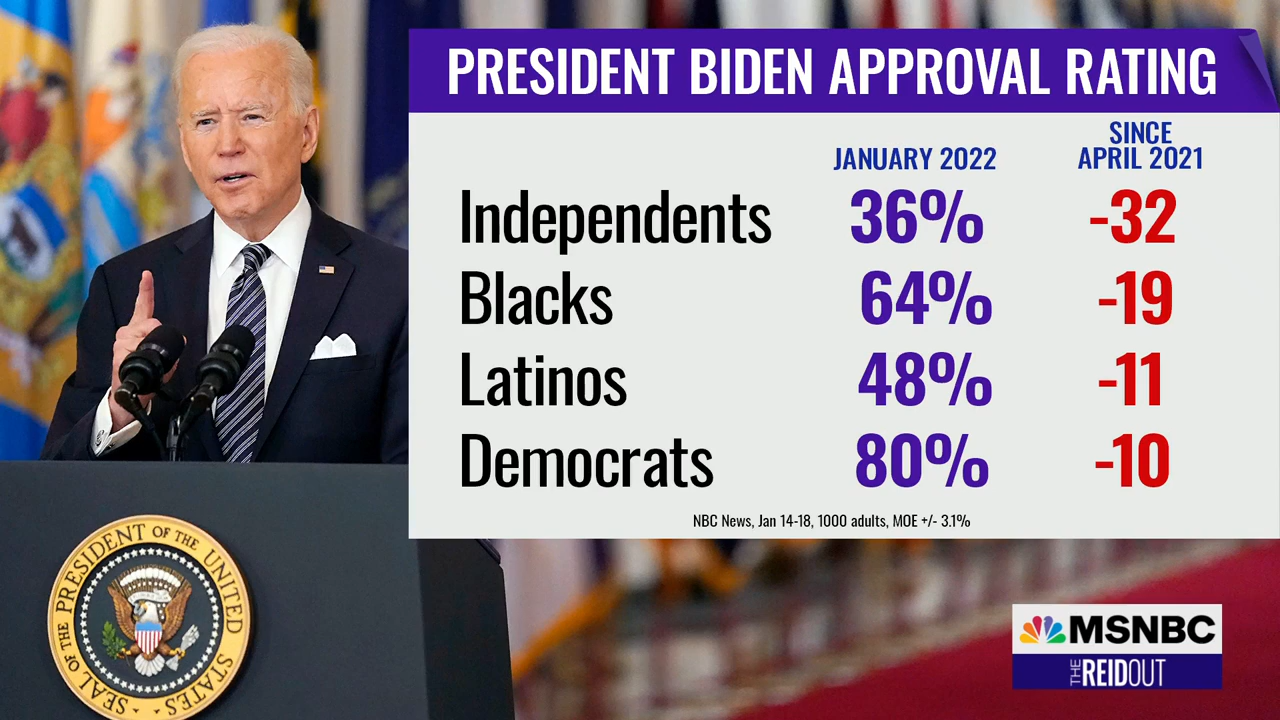 PRESIDENT BIDEN APPROVAL RATING
SINCE
JANUARY 2022 APRIL 2021
Independents 36% -32
Blacks 64% -19
Latinos 48% -11
Democrats 80% -10
NBC News, Jan 14-18, 1000 adults, MOE +/- 3.1%
SEAL OF THE PRESIDENT OF THE UNITED STATES
MSNBC
THE REIDOUT